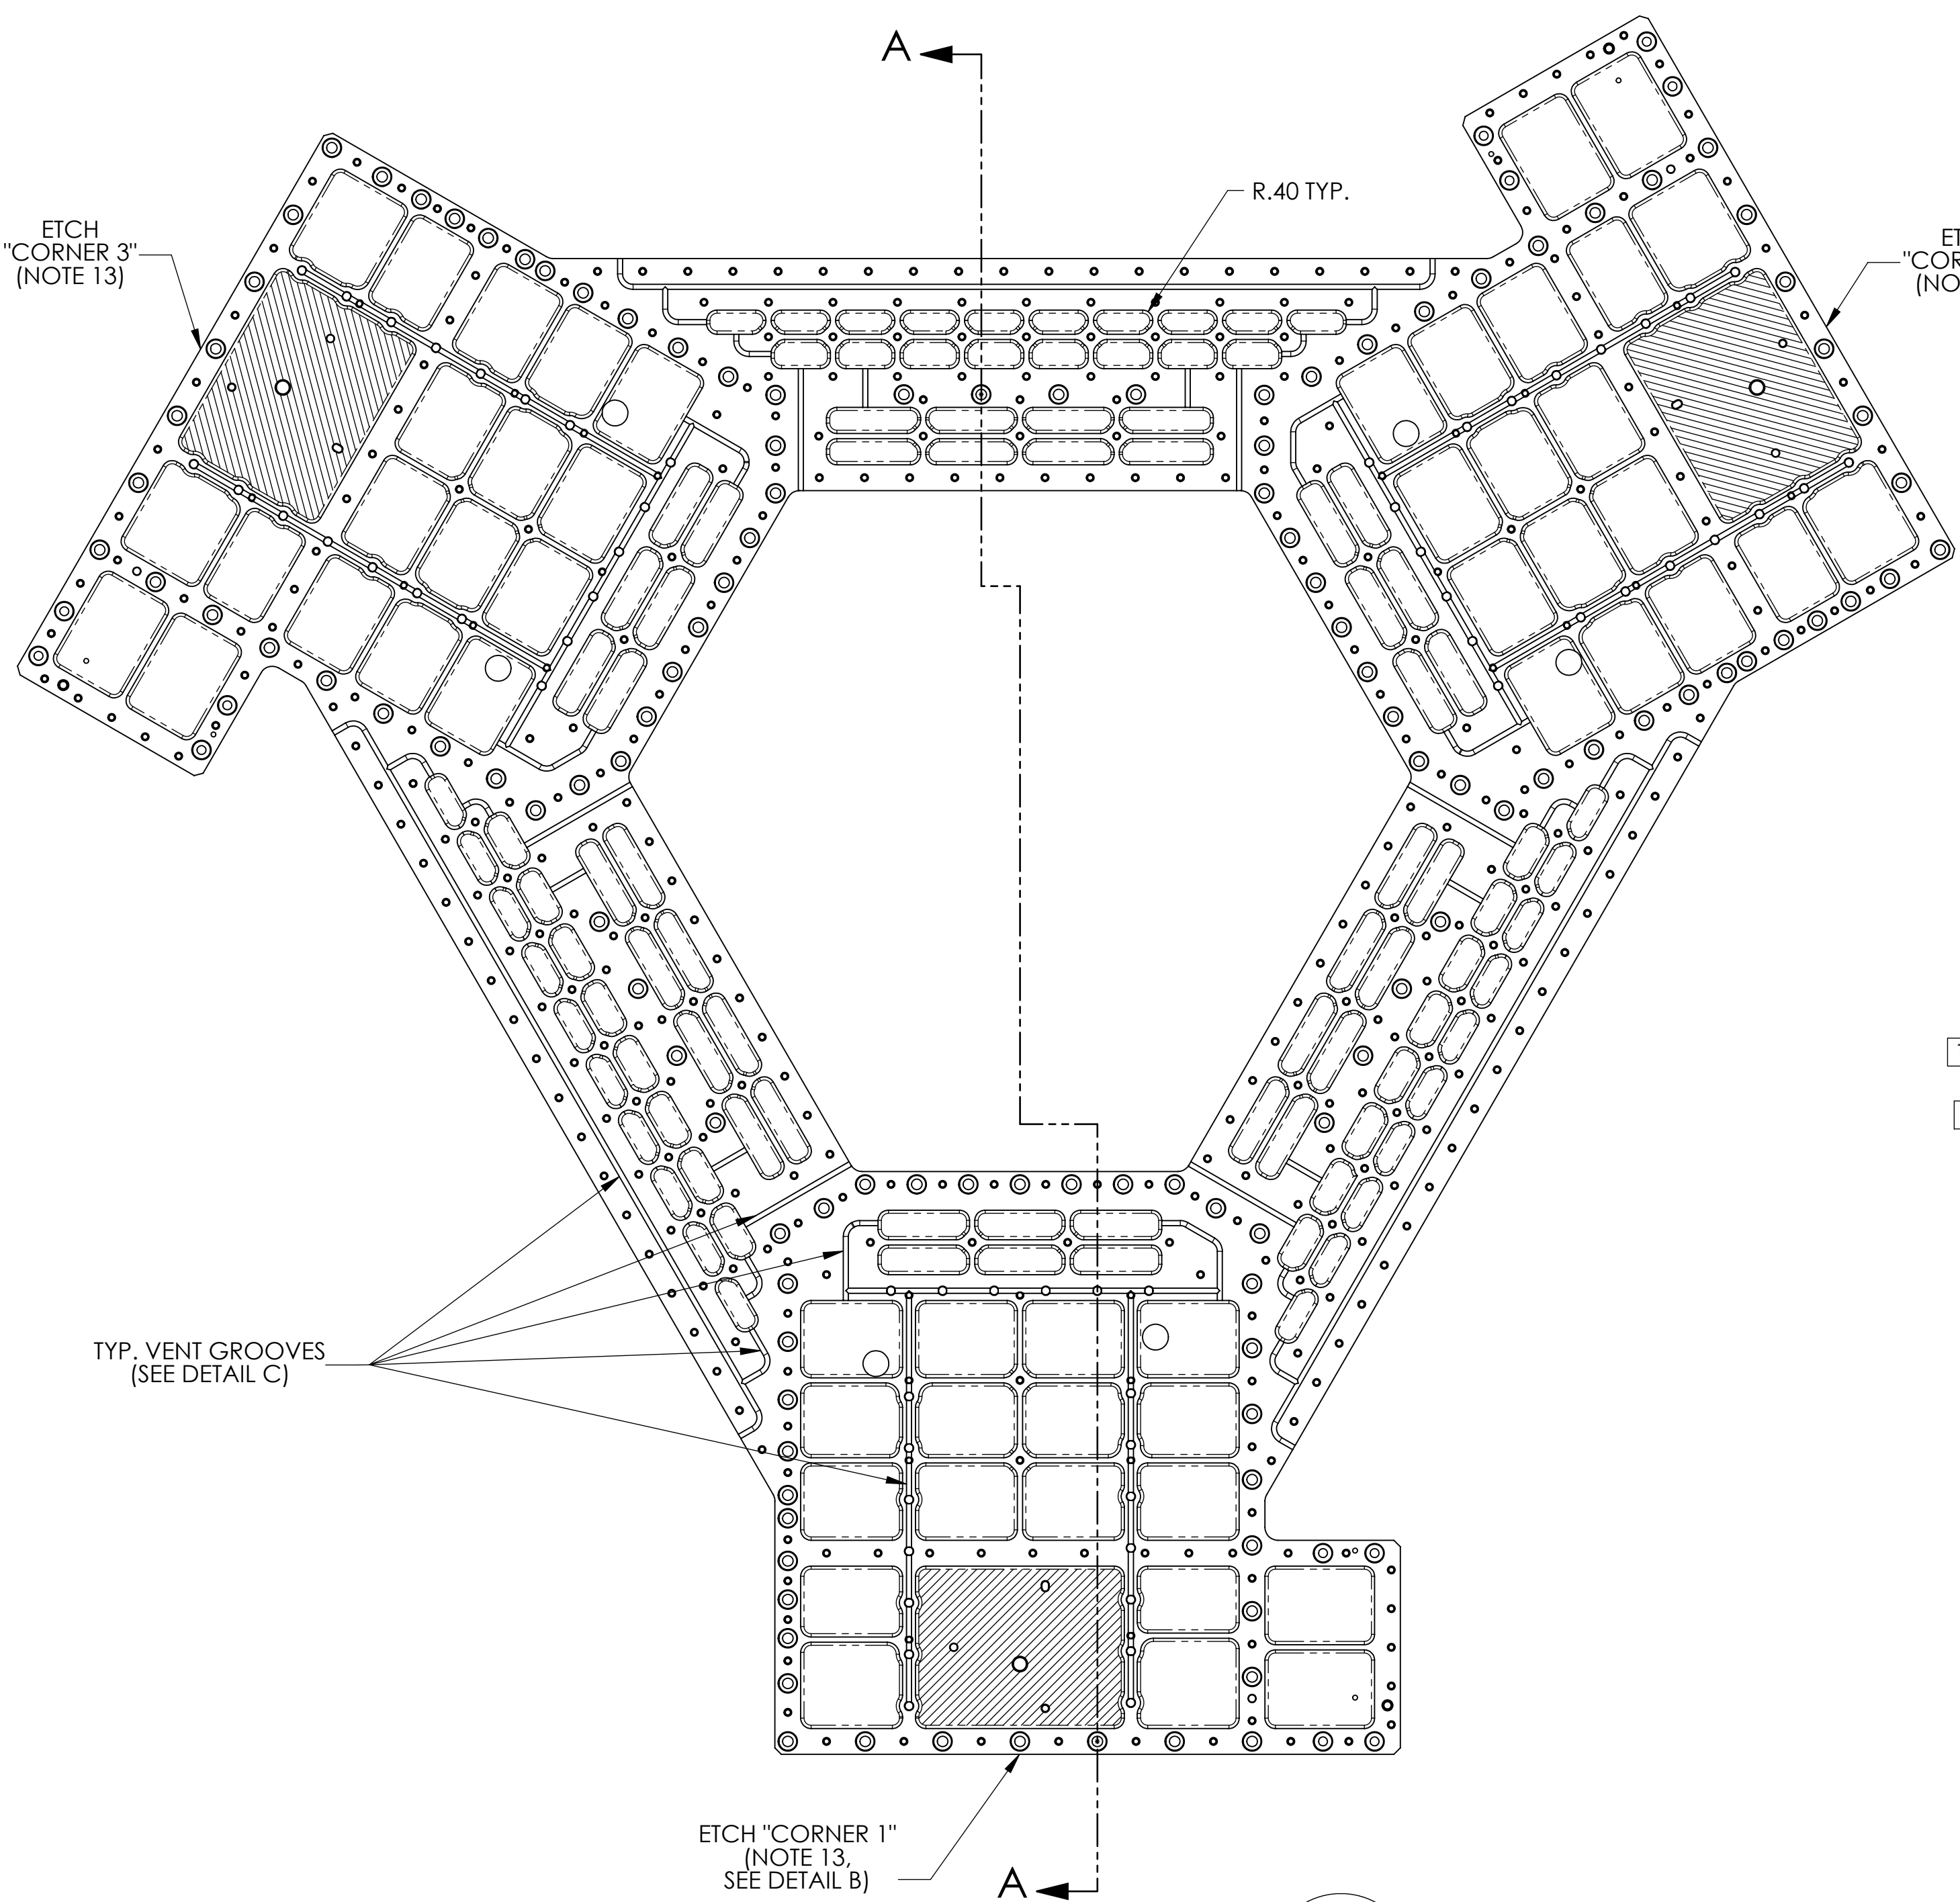 A
R.40 TYP.
ETCH
"CORNER 3"
(NOTE 13)
TYP. VENT GROOVES
(SEE DETAIL C)
ETCH "CORNER 1"
(NOTE 13,
SEE DETAIL B)
A